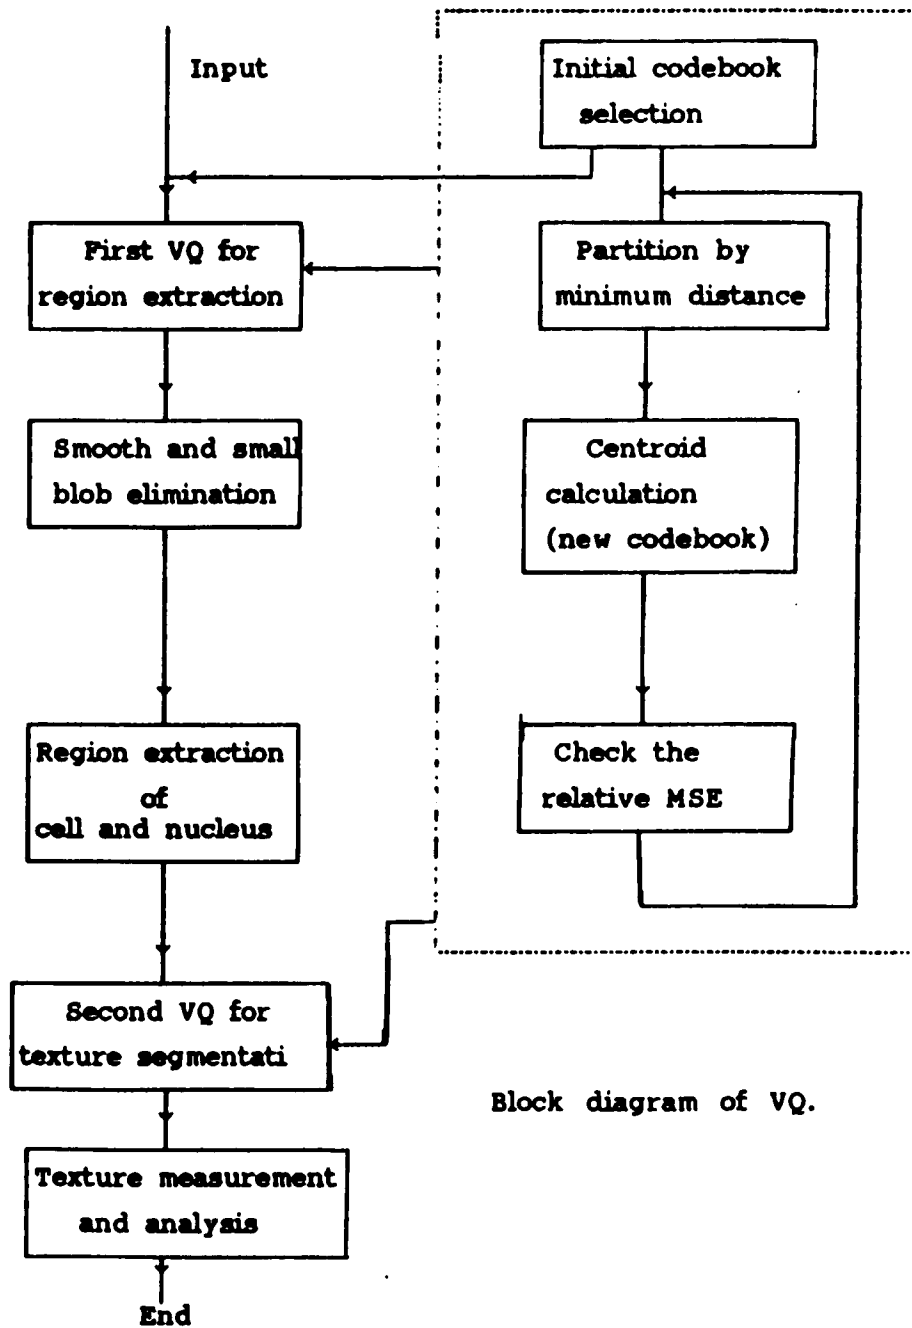 Input
First VQ for
region extraction
Smooth and small
blob elimination
Region extraction
of
cell and nucleus
Second VQ for
texture segmentati
Texture measurement
and analysis
End
Initial codebook
selection
Partition by
minimum distance
Centroid
calculation
(new codebook)
Check the
relative MSE
Block diagram of VQ.